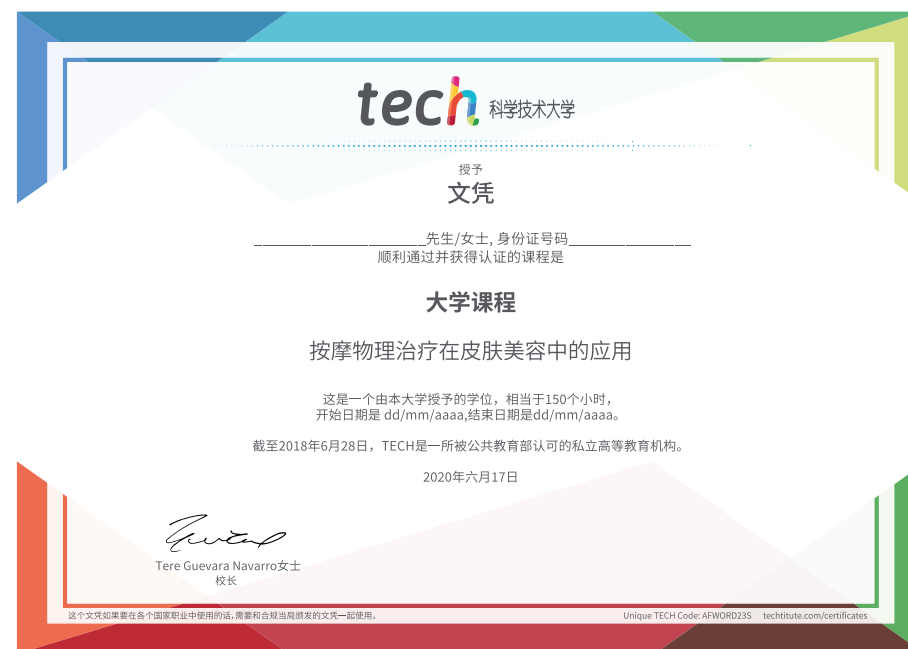 tech 科学技术大学
授予
文凭
_______________________先生/女士, 身份证号码________________
顺利通过并获得认证的课程是
大学课程
按摩物理治疗在皮肤美容中的应用
这是一个由本大学授予的学位，相当于150个小时，
开始日期是 dd/mm/aaaa,结束日期是dd/mm/aaaa。
截至2018年6月28日，TECH是一所被公共教育部认可的私立高等教育机构。
2020年六月17日
Tere Guevara Navarro女士
校长
这个文凭如果要在各个国家职业中使用的话,需要和合规当局颁发的文凭一起使用。
Unique TECH Code: AFWORD23S techtitute.com/certificates